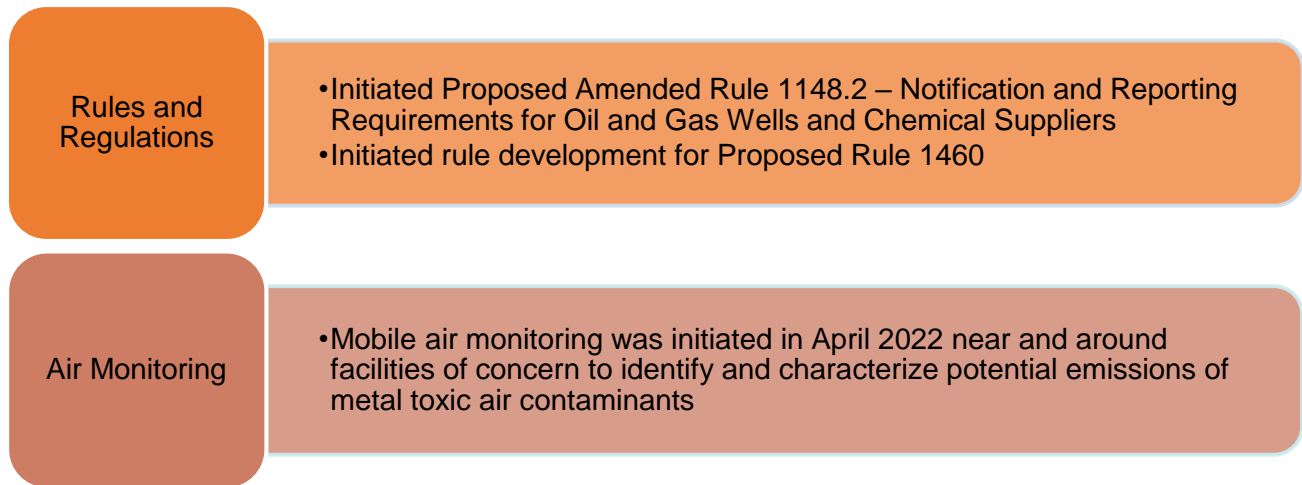 Rules and
Regulations
•Initiated Proposed Amended Rule 1148.2 – Notification and Reporting
Requirements for Oil and Gas Wells and Chemical Suppliers
•Initiated rule development for Proposed Rule 1460
Air Monitoring
•Mobile air monitoring was initiated in April 2022 near and around
facilities of concern to identify and characterize potential emissions of
metal toxic air contaminants